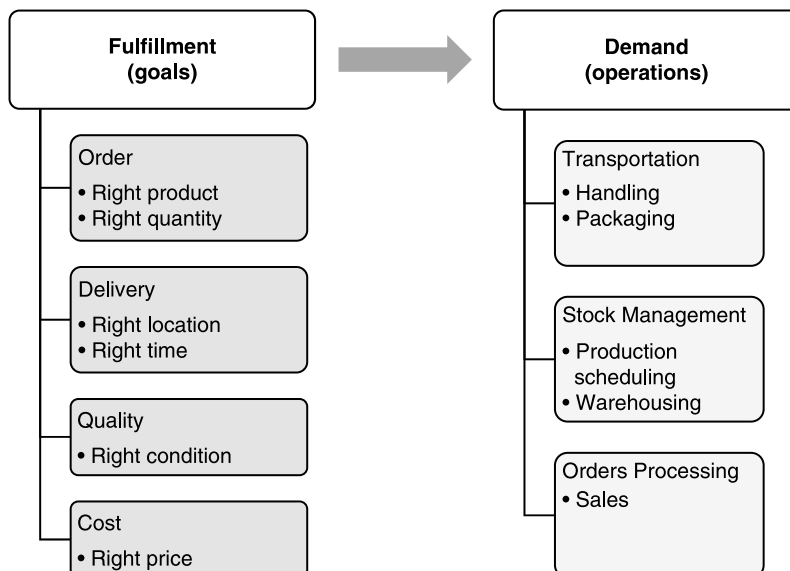 Fulfillment
(goals)
Order
• Right product
• Right quantity
Delivery
• Right location
• Right time
Quality
• Right condition
Cost
• Right price
Demand
(operations)
Transportation
• Handling
• Packaging
Stock Management
• Production
scheduling
• Warehousing
Orders Processing
• Sales